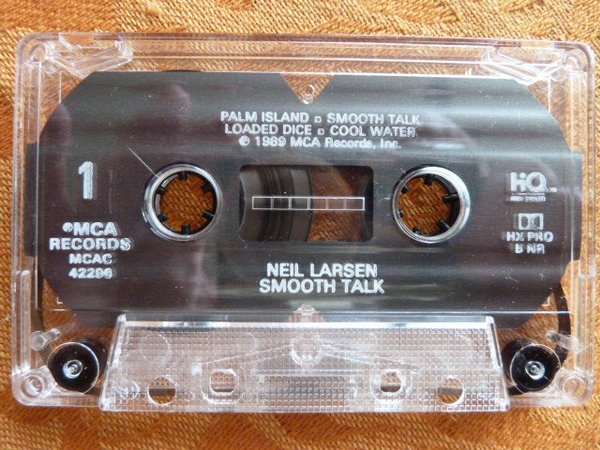 PALM ISLAND ▫ SMOOTH TALK
LOADED DICE ▫ COOL WATER
© 1989 MCA Records, Inc.
1
HiQ
℗MCA
RECORDS
MCAC
42296
HX PRO
B NR
NEIL LARSEN
SMOOTH TALK